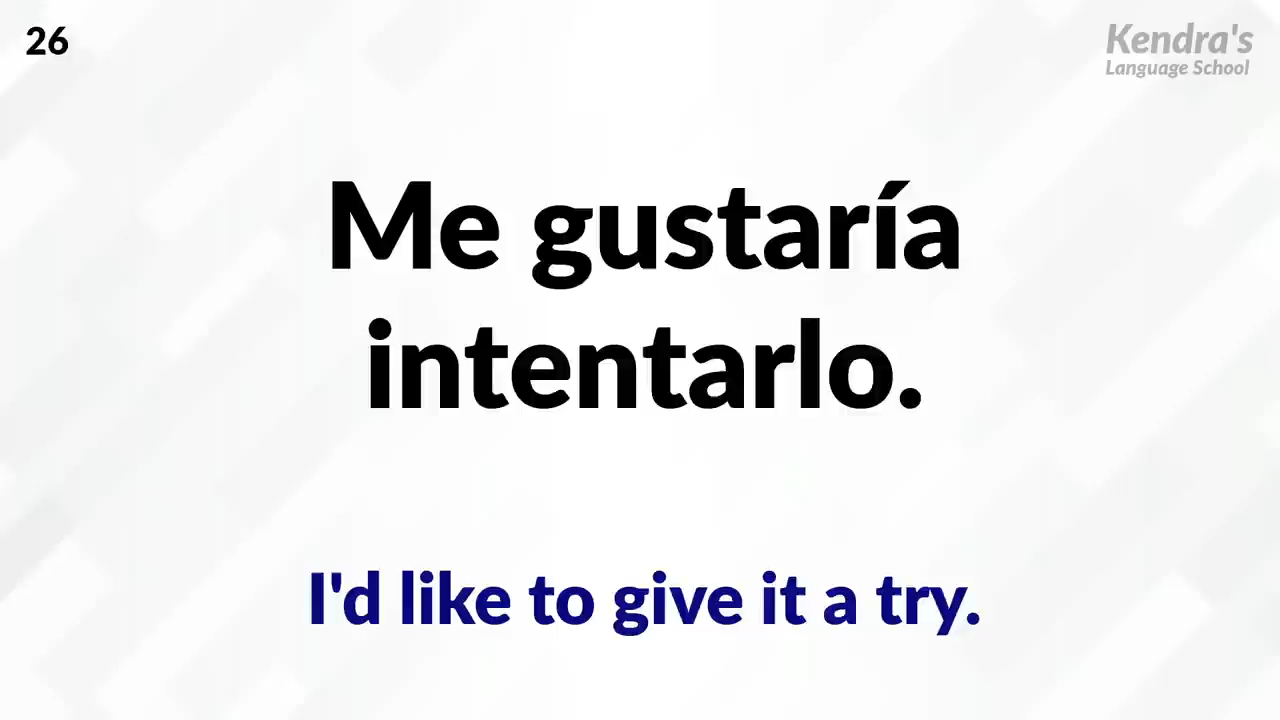 26
Kendra's
Language School
Me gustaría
intentarlo.
I'd like to give it a try.